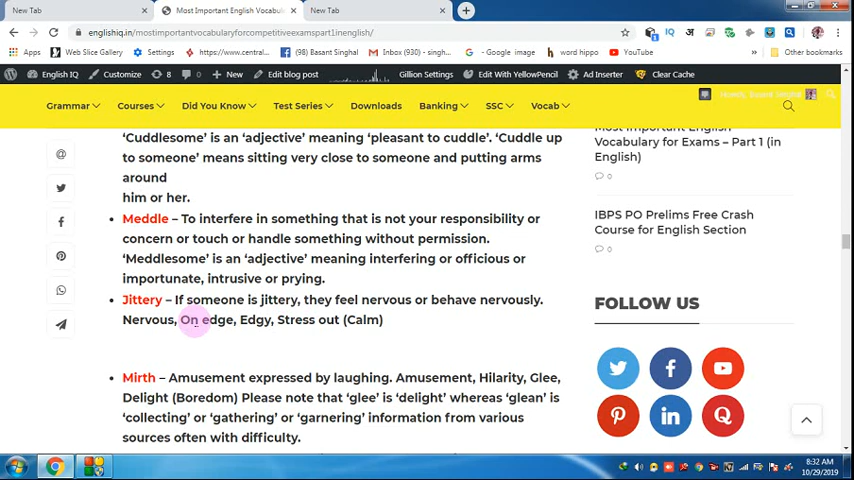 New Tab
Most Important English Vocabul
New Tab
englishiq.in/mostimportantvocabularyforcompetitiveexamspart1inenglish/
Apps
Web Slice Gallery
Settings
https://www.central...
(98) Basant Singhal
Inbox (930) - singh...
Google image
word hippo
YouTube
Other bookmarks
English IQ
Customize
8
0
New
Edit blog post
Gillion Settings
Edit With YellowPencil
Ad Inserter
Clear Cache
Grammar
Courses
Did You Know
Test Series
Downloads
Banking
SSC
Vocab
‘Cuddlesome’ is an ‘adjective’ meaning ‘pleasant to cuddle’. ‘Cuddle up
to someone’ means sitting very close to someone and putting arms
around
him or her.
Meddle – To interfere in something that is not your responsibility or
concern or touch or handle something without permission.
‘Meddlesome’ is an ‘adjective’ meaning interfering or officious or
importunate, intrusive or prying.
Jittery – If someone is jittery, they feel nervous or behave nervously.
Nervous, On edge, Edgy, Stress out (Calm)
Mirth – Amusement expressed by laughing. Amusement, Hilarity, Glee,
Delight (Boredom) Please note that ‘glee’ is ‘delight’ whereas ‘glean’ is
‘collecting’ or ‘gathering’ or ‘garnering’ information from various
sources often with difficulty.
Most Important English
Vocabulary for Exams – Part 1 (in
English)
0
IBPS PO Prelims Free Crash
Course for English Section
0
FOLLOW US
8:32 AM
10/29/2019